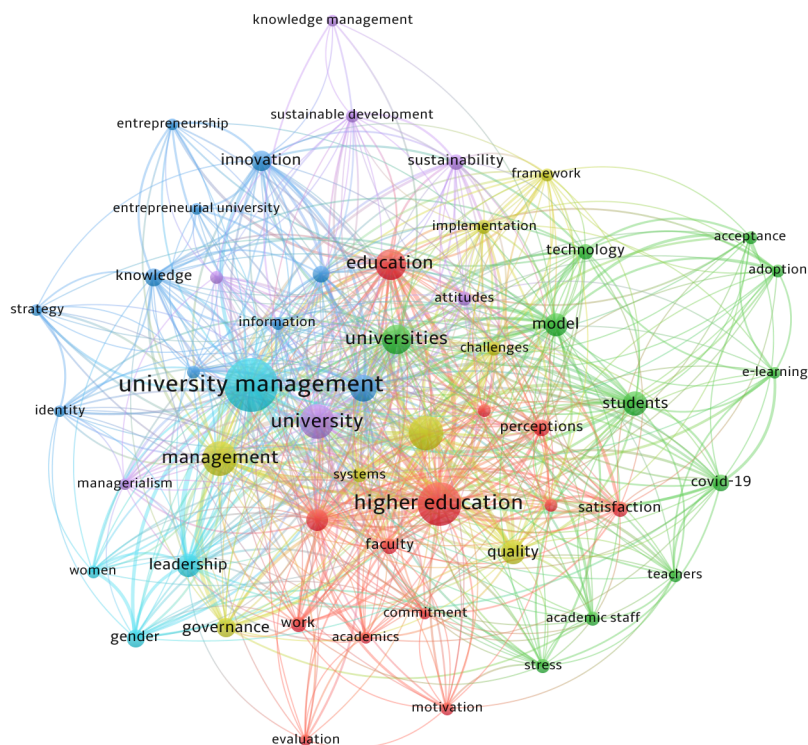 knowledge management
sustainable development
entrepreneurship
innovation
sustainability
framework
entrepreneurial university
implementation
acceptance
technology
education
adoption
knowledge
attitudes
strategy
information
model
universities
challenges
e-learning
university management
students
identity
university
perceptions
management
systems
covid-19
managerialism
higher education
satisfaction
faculty
quality
leadership
women
teachers
commitment
academic staff
work
governance
gender
academics
stress
motivation
evaluation